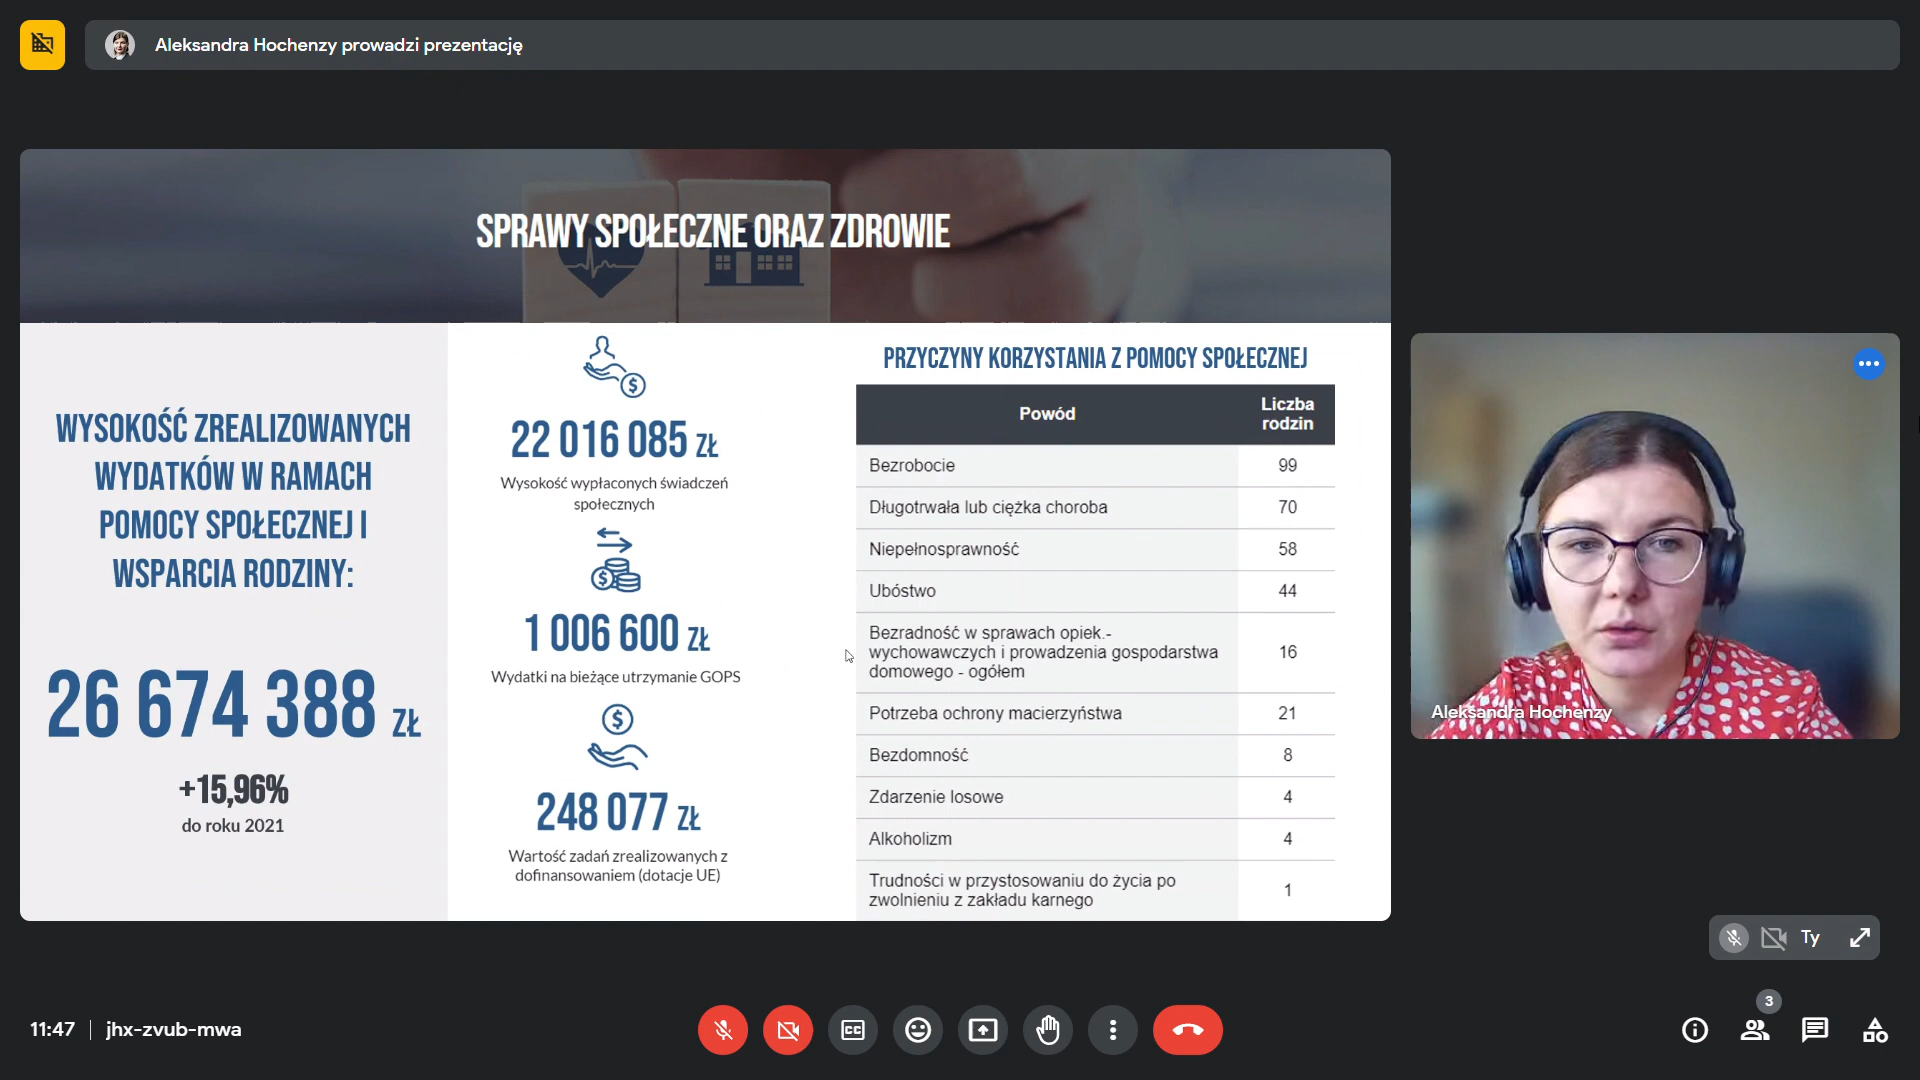 Aleksandra Hochenzy prowadzi prezentację
SPRAWY SPOŁECZNE ORAZ ZDROWIE
WYSOKOŚĆ ZREALIZOWANYCH
WYDATKÓW W RAMACH
POMOCY SPOŁECZNEJ I
WSPARCIA RODZINY:
26 674 388 ZŁ
+15,96%
do roku 2021
22 016 085 ZŁ
Wysokość wypłaconych świadczeń
społecznych
1 006 600 ZŁ
Wydatki na bieżące utrzymanie GOPS
248 077 ZŁ
Wartość zadań zrealizowanych z
dofinansowaniem (dotacje UE)
PRZYCZYNY KORZYSTANIA Z POMOCY SPOŁECZNEJ
Powód Liczba
rodzin
Bezrobocie 99
Długotrwała lub ciężka choroba 70
Niepełnosprawność 58
Ubóstwo 44
Bezradność w sprawach opiek.-
wychowawczych i prowadzenia gospodarstwa 16
domowego - ogółem
Potrzeba ochrony macierzyństwa 21
Bezdomność 8
Zdarzenie losowe 4
Alkoholizm 4
Trudności w przystosowaniu do życia po
zwolnieniu z zakładu karnego 1
Aleksandra Hochenzy
Ty
11:47 | jhx-zvub-mwa
CC
3